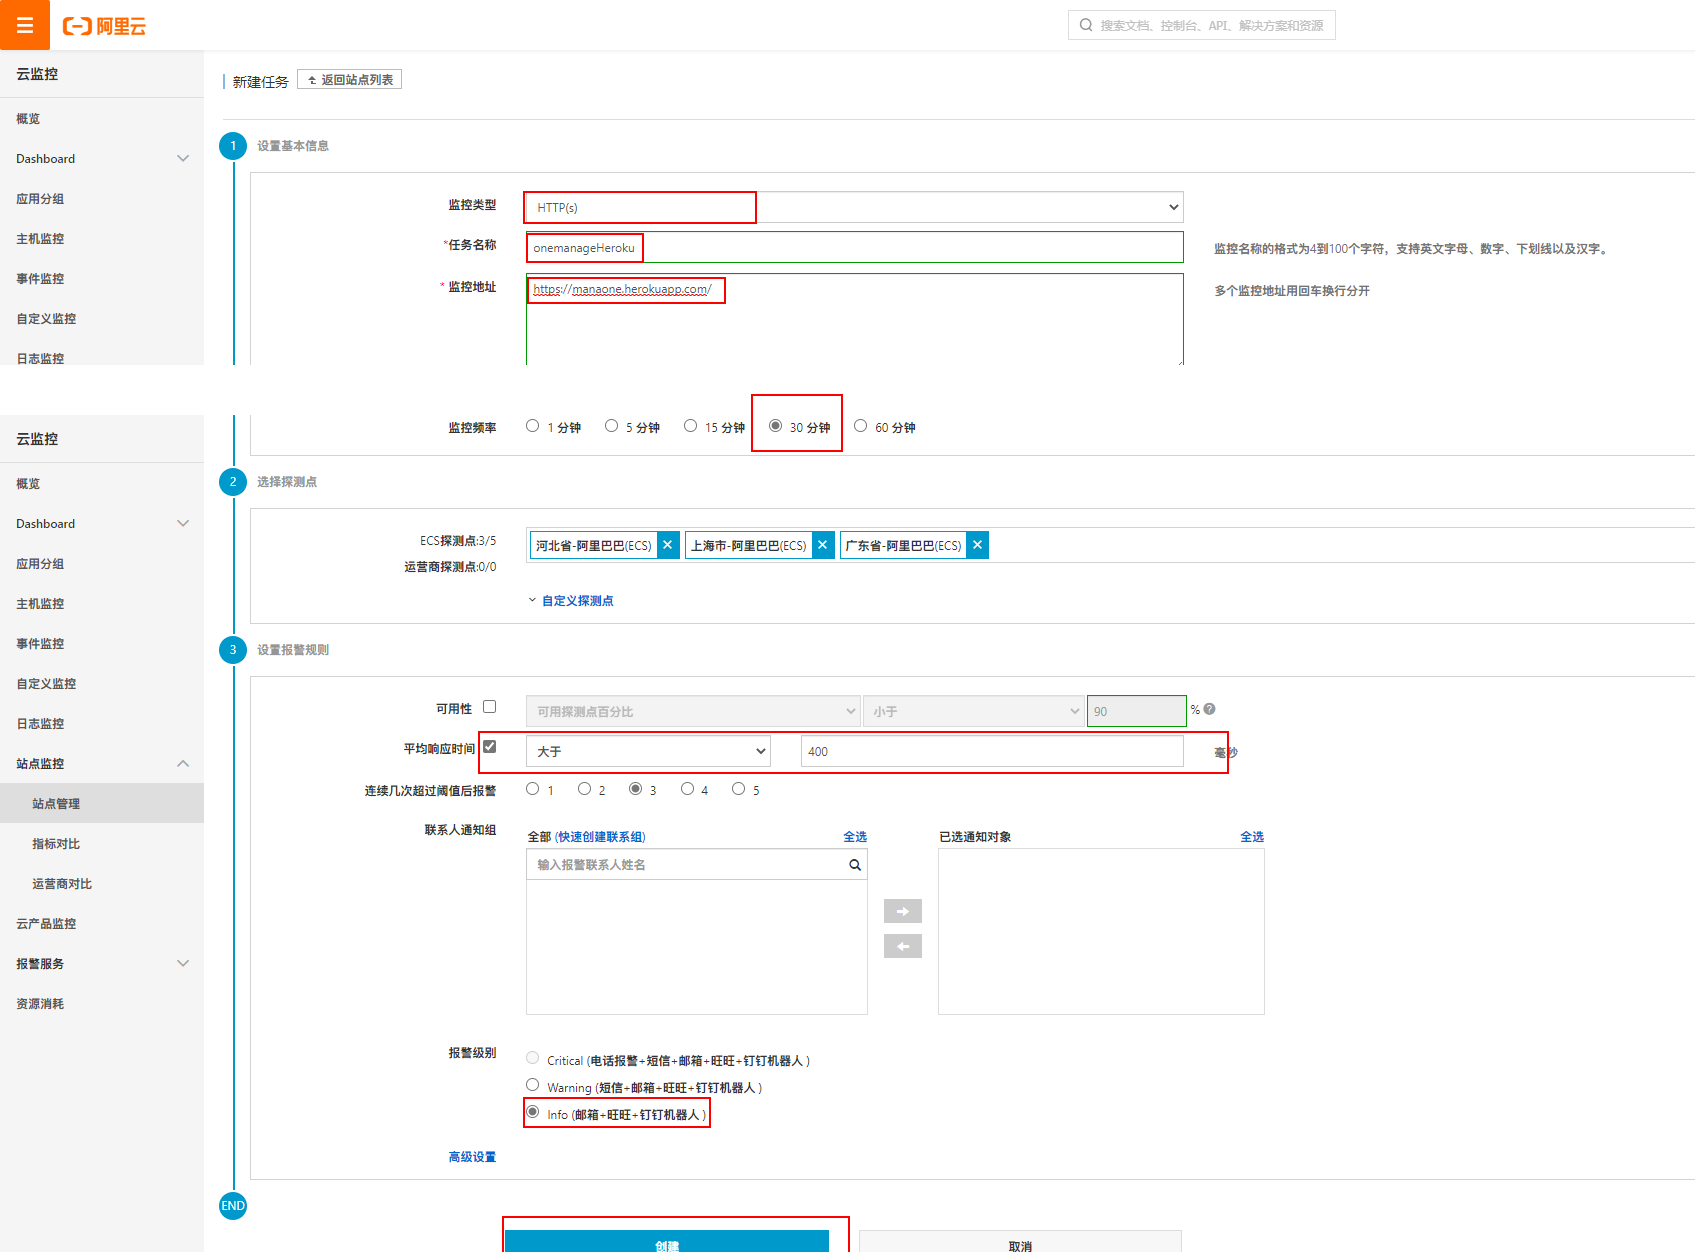 阿里云
搜索文档、控制台、API、解决方案和资源
云监控
概览
Dashboard
应用分组
主机监控
事件监控
自定义监控
日志监控
新建任务
返回站点列表
1 设置基本信息
监控类型 HTTP(s)
*任务名称 onemanageHeroku 监控名称的格式为4到100个字符，支持英文字母、数字、下划线以及汉字。
* 监控地址 https://manaone.herokuapp.com/ 多个监控地址用回车换行分开
云监控
概览
Dashboard
应用分组
主机监控
事件监控
自定义监控
日志监控
站点监控
站点管理
指标对比
运营商对比
云产品监控
报警服务
资源消耗
监控频率 1 分钟 5 分钟 15 分钟 30 分钟 60 分钟
2 选择探测点
ECS探测点:3/5 河北省-阿里巴巴(ECS) 上海市-阿里巴巴(ECS) 广东省-阿里巴巴(ECS)
运营商探测点:0/0
自定义探测点
3 设置报警规则
可用性 可用探测点百分比 小于 90 %
平均响应时间 大于 400 毫秒
连续几次超过阈值后报警 1 2 3 4 5
联系人通知组 全部 (快速创建联系组) 全选 已选通知对象 全选
输入报警联系人姓名
报警级别 Critical (电话报警+短信+邮箱+旺旺+钉钉机器人 )
Warning (短信+邮箱+旺旺+钉钉机器人 )
Info (邮箱+旺旺+钉钉机器人 )
高级设置
END
创建 取消